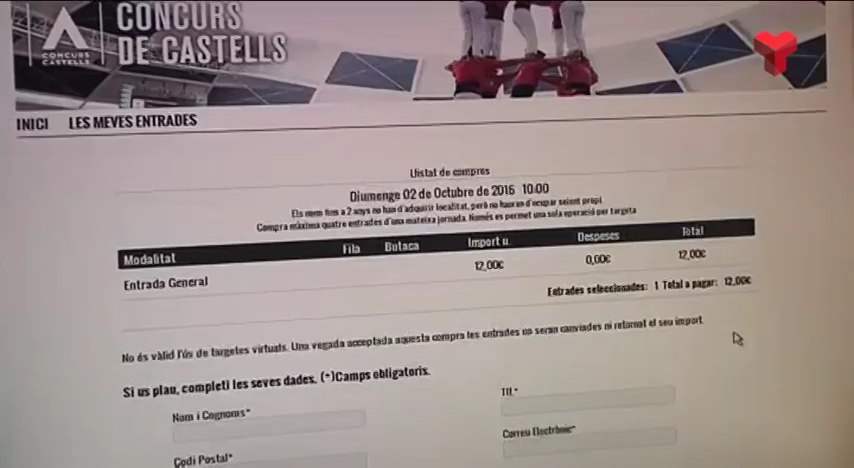 CONCURS
DE CASTELLS
CONCURS
CASTELLS
INICI LES MEVES ENTRADES
Llistat de compres
Diumenge 02 de Octubre de 2016 10:00
Els nens fins a 2 anys no han d'adquirir localitat, però no hauran d'ocupar seient propi
Compra màxima quatre entrades d'una mateixa jornada. Només es permet una sola operació per targeta
Modalitat Fila Butaca Import u. Despeses Total
Entrada General 12,00€ 0,00€ 12,00€
Entrades seleccionades: 1 Total a pagar: 12,00€
No és vàlid l'ús de targetes virtuals. Una vegada acceptada aquesta compra les entrades no seran canviades ni retornat el seu import.
Si us plau, completi les seves dades. (*)Camps obligatoris.
Nom i Cognoms* Tlf.*
Codi Postal* Correu Electrònic*